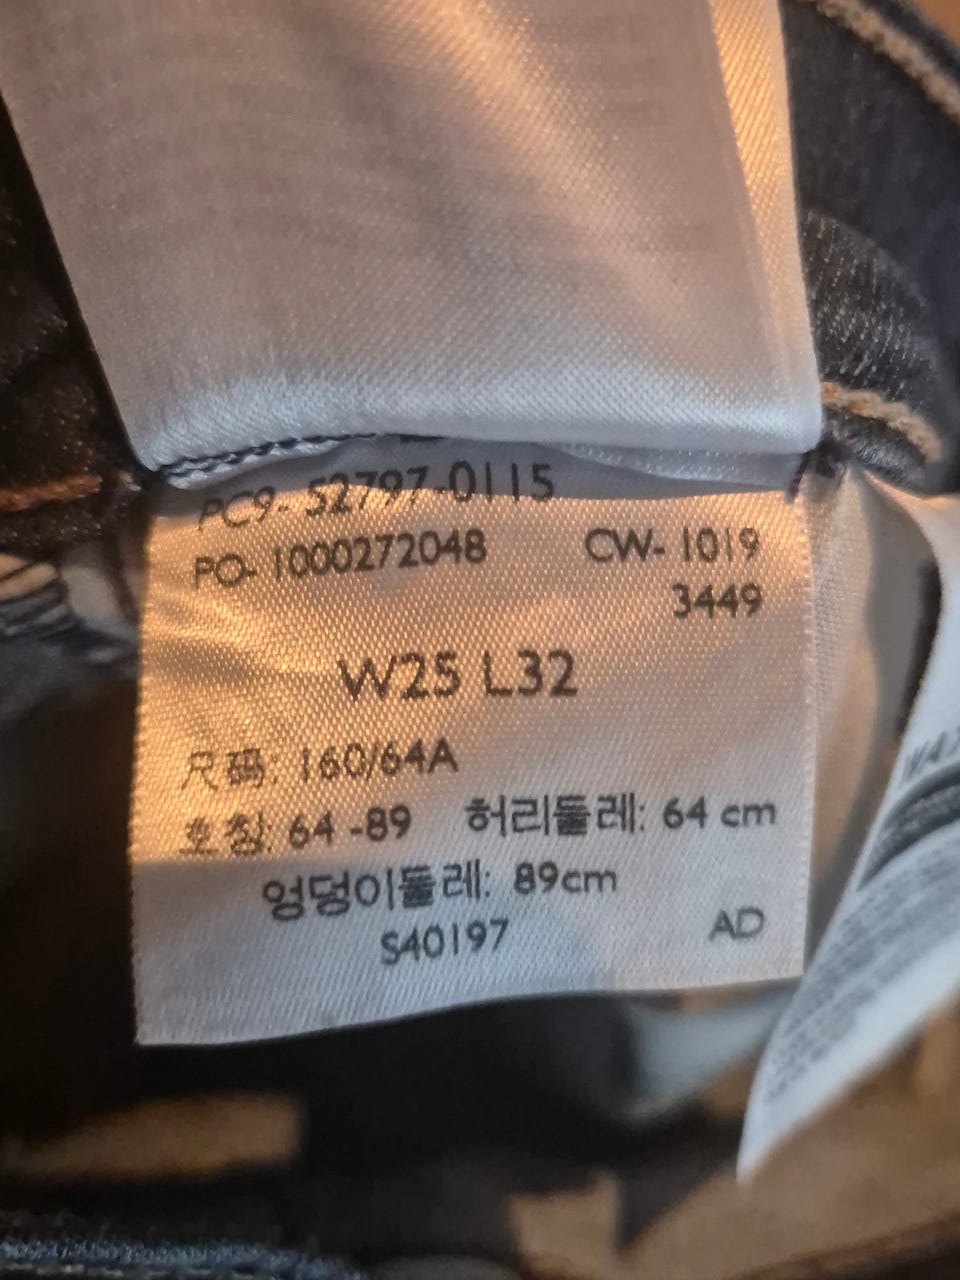 PC9- 52797-0115
PO- 1000272048 CW- 1019
3449
W25 L32
尺码: 160/64A
호칭: 64 -89 허리둘레: 64 cm
엉덩이둘레: 89cm
S40197 AD